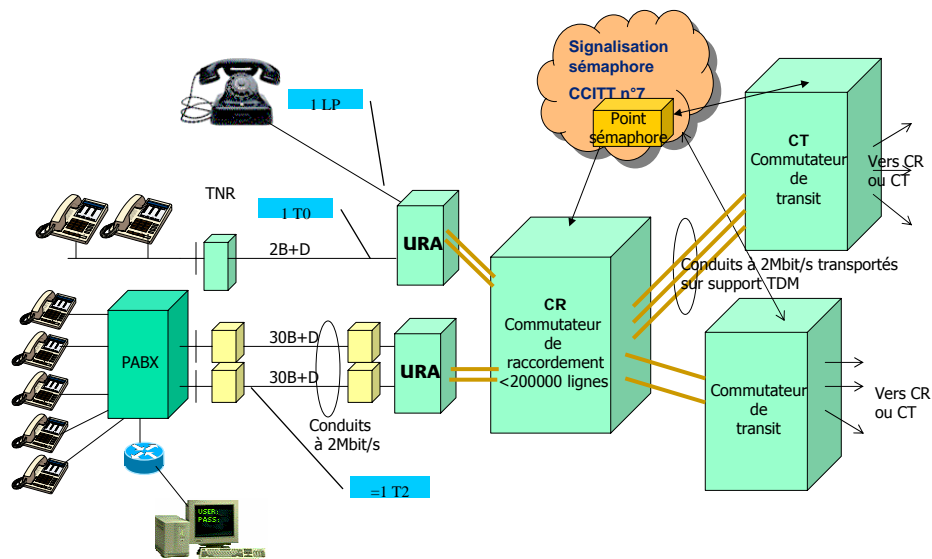 Signalisation
sémaphore
CCITT n°7
Point
sémaphore
1 LP
CT
Commutateur
de
transit
Vers CR
ou CT
TNR
1 T0
2B+D
URA
Conduits à 2Mbit/s transportés
sur support TDM
CR
Commutateur
de
raccordement
<200000 lignes
PABX
30B+D
30B+D
URA
Conduits
à 2Mbit/s
=1 T2
Commutateur
de
transit
Vers CR
ou CT
USER:
PASS: